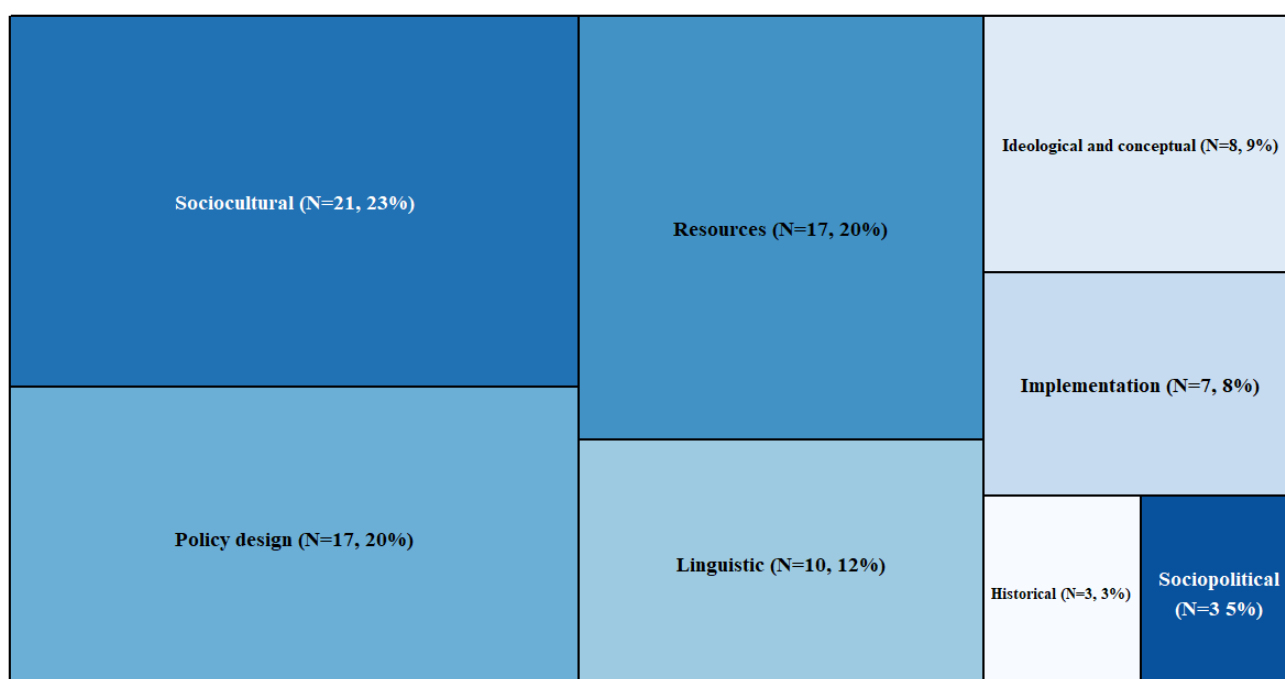 Sociocultural (N=21, 23%)
Policy design (N=17, 20%)
Resources (N=17, 20%)
Linguistic (N=10, 12%)
Ideological and conceptual (N=8, 9%)
Implementation (N=7, 8%)
Historical (N=3, 3%)
Sociopolitical
(N=3 5%)